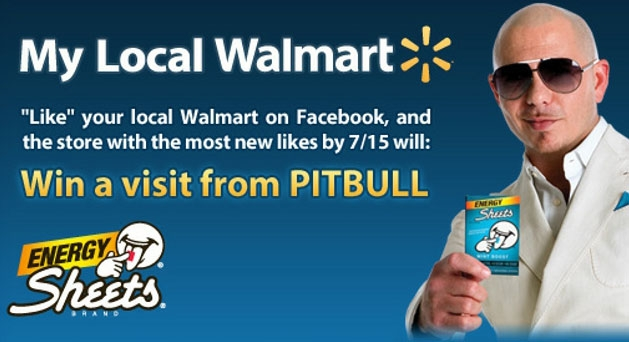 My Local Walmart
"Like" your local Walmart on Facebook, and
the store with the most new likes by 7/15 will:
Win a visit from PITBULL
ENERGY
Sheets®
BRAND
ENERGY
Sheets
MINT BOOST